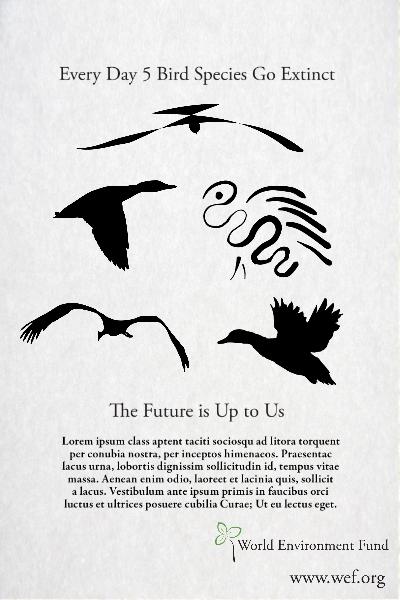 Every Day 5 Bird Species Go Extinct
The Future is Up to Us
Lorem ipsum class aptent taciti sociosqu ad litora torquent
per conubia nostra, per inceptos himenaeos. Praesentac
lacus urna, lobortis dignissim sollicitudin id, tempus vitae
massa. Aenean enim odio, laoreet et lacinia quis, sollicit
a lacus. Vestibulum ante ipsum primis in faucibus orci
luctus et ultrices posuere cubilia Curae; Ut eu lectus eget.
World Environment Fund
www.wef.org